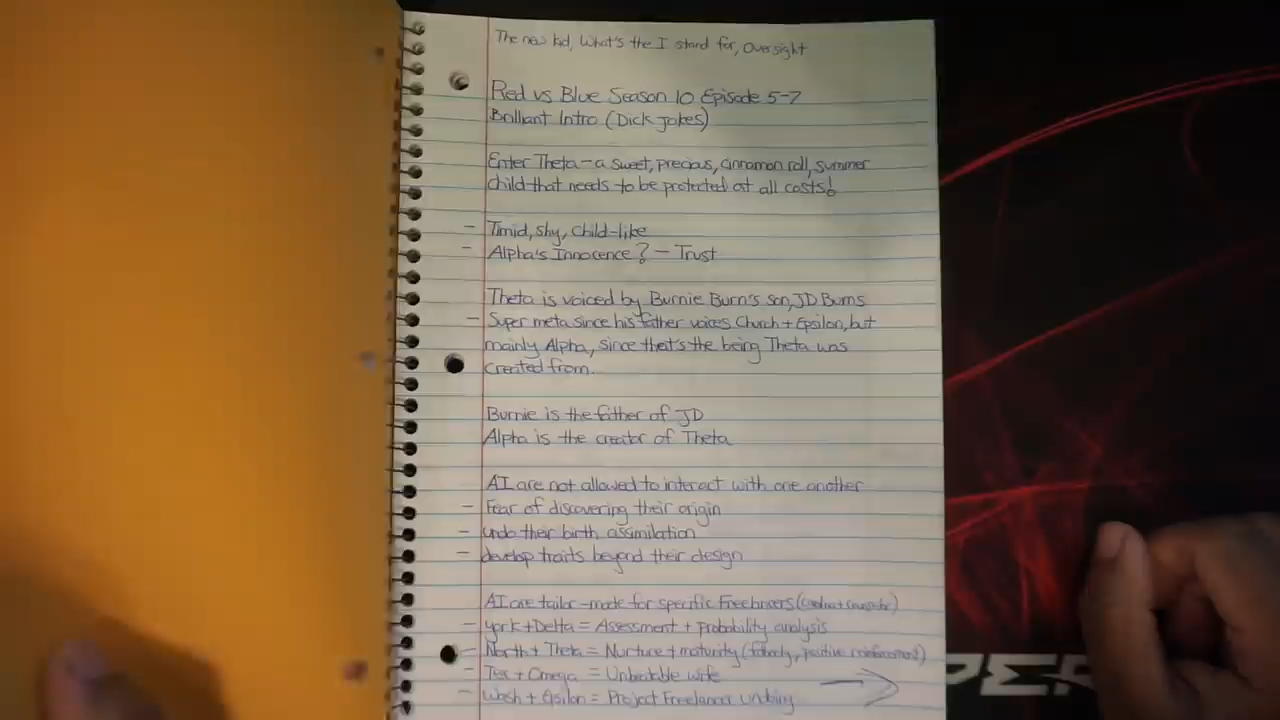 The new kid, What's the I stand for, Oversight
Red vs Blue Season 10 Episode 5-7
Brilliant Intro (Dick jokes)
Enter Theta - a sweet, precious, cinnamon roll, summer
child that needs to be protected at all costs!
- Timid, shy, child-like
- Alpha's Innocence? - Trust
Theta is voiced by Burnie Burn's son, JD Burns
- Super meta since his father voices Church + Epsilon, but
mainly Alpha, since that's the being Theta was
created from.
Burnie is the father of JD
Alpha is the creator of Theta
AI are not allowed to interact with one another
- Fear of discovering their origin
- undo their birth assimilation
- develop traits beyond their design
AI are tailor-made for specific Freelancers
- York + Delta = Assessment + probability analysis
- North + Theta = Nurture + maturity (fatherly, positive reinforcement)
- Tex + Omega = Unbeatable wife
- Wash + Epsilon = Project Freelancer undoing
PER